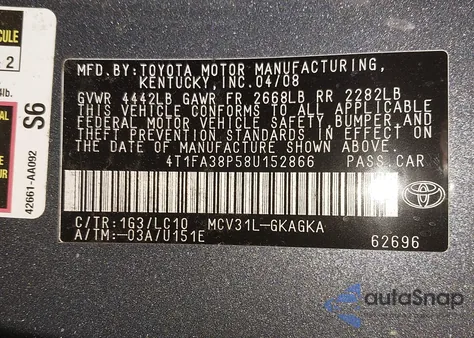 CULE
2
4lb.
S6
42661-AA092
MFD.BY:TOYOTA MOTOR MANUFACTURING,
KENTUCKY,INC.04/08
GVWR 4442LB GAWR FR 2668LB RR 2282LB
THIS VEHICLE CONFORMS TO ALL APPLICABLE
FEDERAL MOTOR VEHICLE SAFETY,BUMPER,AND
THEFT PREVENTION STANDARDS IN EFFECT ON
THE DATE OF MANUFACTURE SHOWN ABOVE.
4T1FA38P58U152866 PASS.CAR
C/TR:1G3/LC10 MCV31L-GKAGKA
A/TM:-03A/U151E
62696
TOYOTA
autoSnap